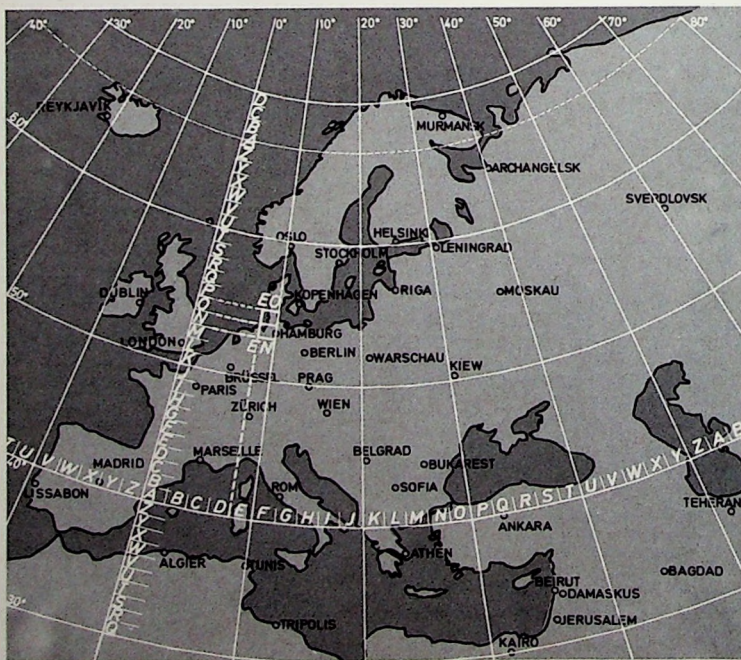 40° 30° 20° 10° 0° 10° 20° 30° 40° 50° 60° 70° 80°
REYKJAVIK
MURMANSK
60°
ARCHANGELSK
SVERDLOVSK
OSLO
HELSINKI
LENINGRAD
STOCKHOLM
DUBLIN
EO
KOPENHAGEN
RIGA
MOSKAU
50°
HAMBURG
LONDON
EN
BERLIN
WARSCHAU
KIEW
BRÜSSEL
PRAG
PARIS
ZÜRICH
WIEN
MARSEILLE
BELGRAD
BUKAREST
MADRID
40°
LISSABON
ROM
SOFIA
Z U V W X Y Z A B C D E F G H I J K L M N O P Q R S T U V W X Y Z A B
TEHERAN
ANKARA
ALGIER
TUNIS
ATHEN
BEIRUT
DAMASKUS
BAGDAD
30°
TRIPOLIS
JERUSALEM
KAIRO